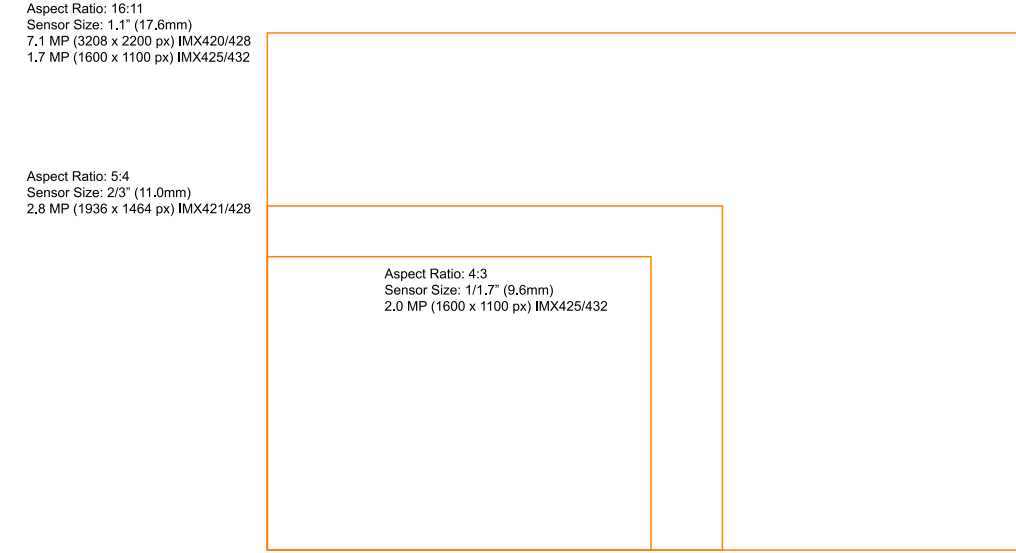 Aspect Ratio: 16:11
Sensor Size: 1.1” (17.6mm)
7.1 MP (3208 x 2200 px) IMX420/428
1.7 MP (1600 x 1100 px) IMX425/432
Aspect Ratio: 5:4
Sensor Size: 2/3” (11.0mm)
2.8 MP (1936 x 1464 px) IMX421/428
Aspect Ratio: 4:3
Sensor Size: 1/1.7” (9.6mm)
2.0 MP (1600 x 1100 px) IMX425/432